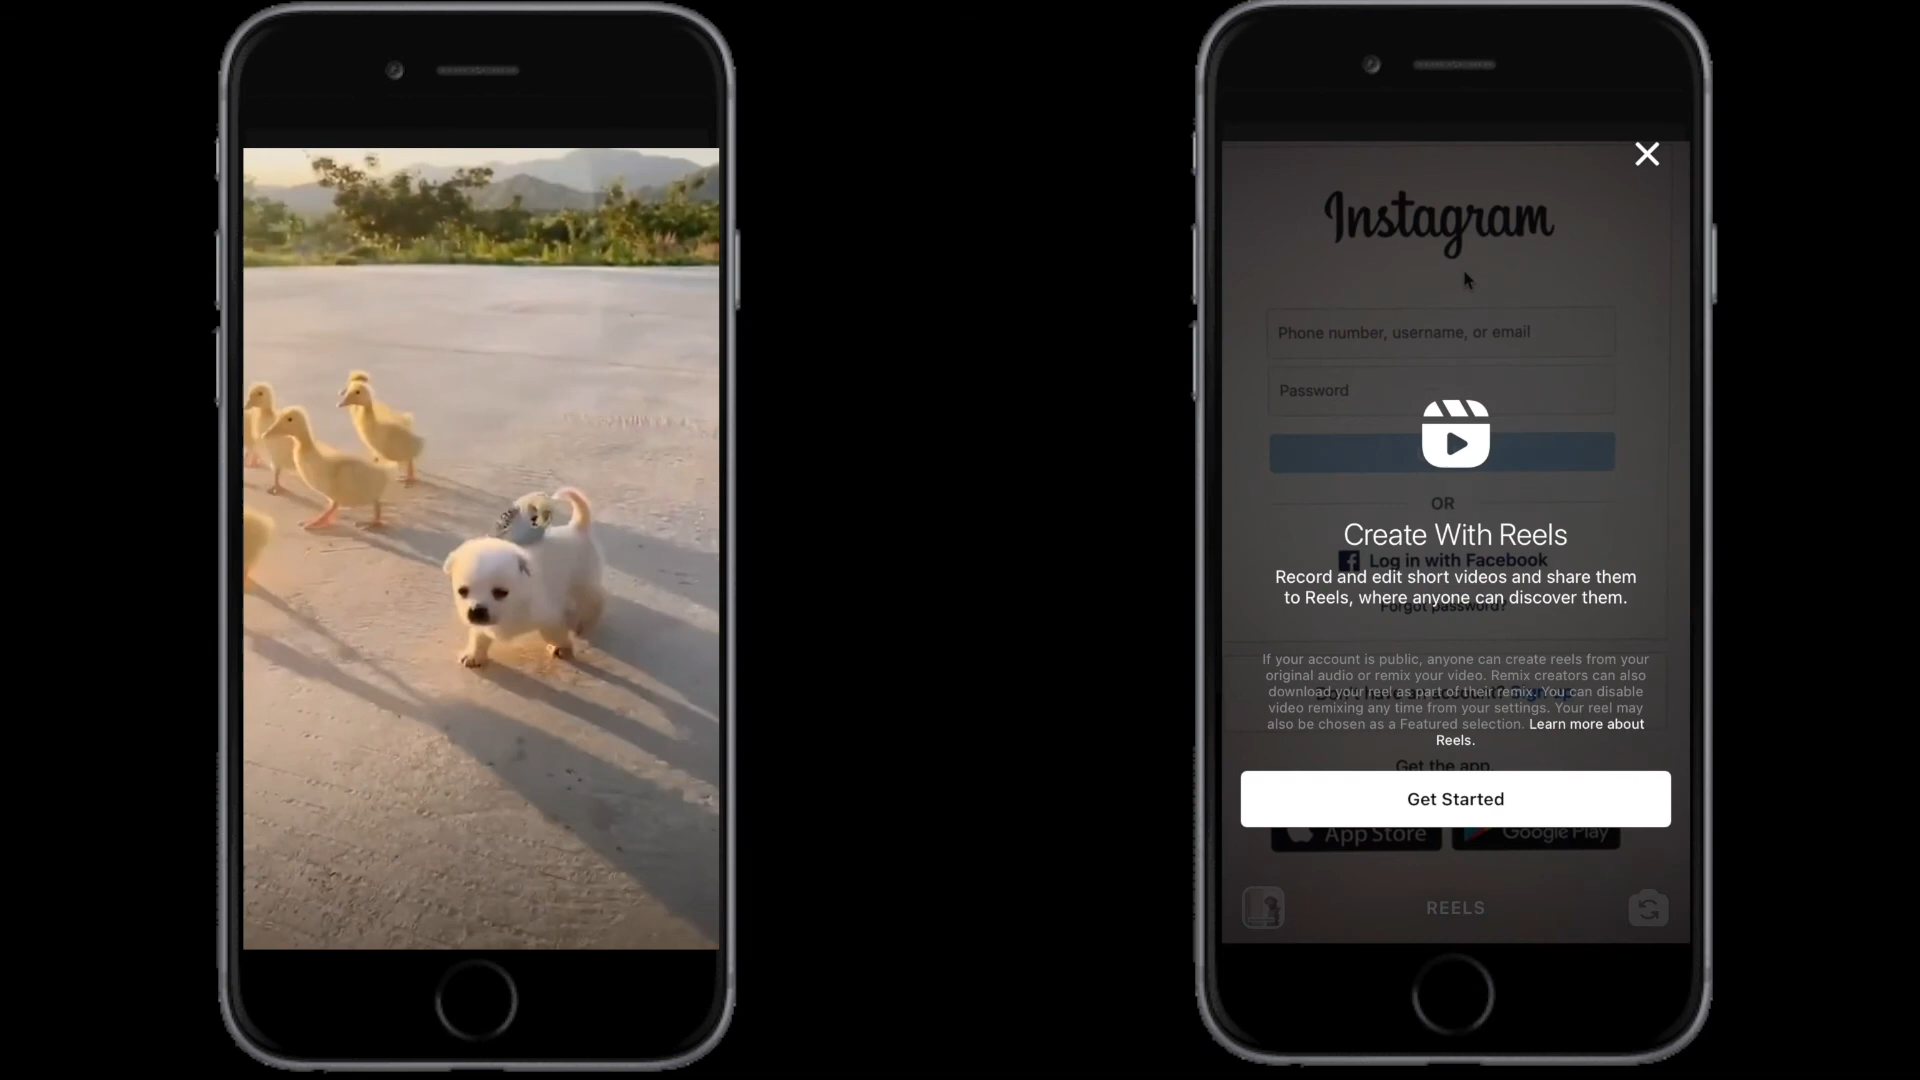 Instagram
Phone number, username, or email
Password
OR
Create With Reels
Log in with Facebook
Record and edit short videos and share them
to Reels, where anyone can discover them.
Forgot password?
If your account is public, anyone can create reels from your
original audio or remix your video. Remix creators can also
download your reel as part of their remix. You can disable
video remixing any time from your settings. Your reel may
also be chosen as a Featured selection. Learn more about
Reels.
Get the app.
Get Started
App Store
Google Play
REELS